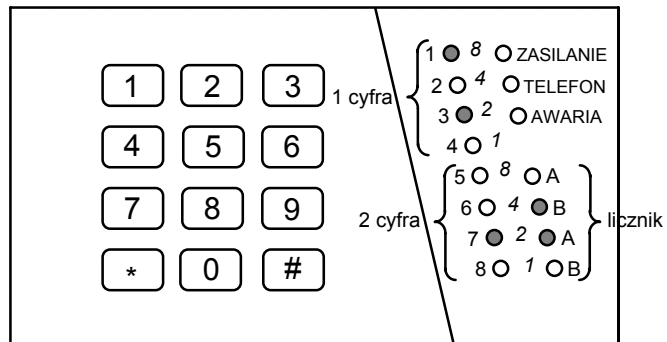 1 2 3
4 5 6
7 8 9
* 0 #
1 cyfra
1 8 ZASILANIE
2 4 TELEFON
3 2 AWARIA
4 1
2 cyfra
5 8 A
6 4 B
7 2 A
8 1 B
licznik